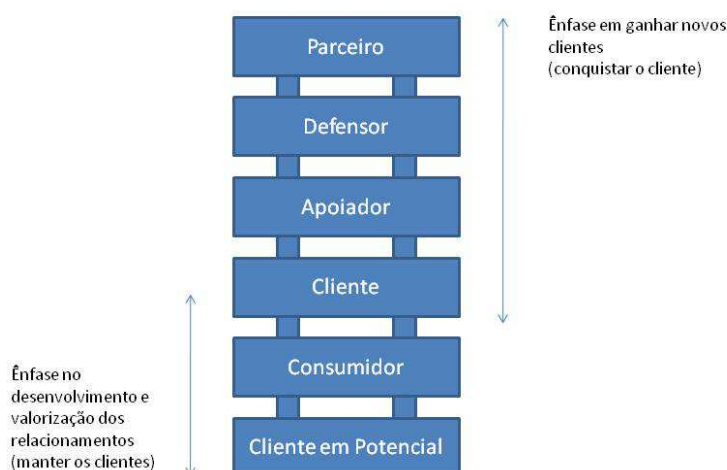 Parceiro
Defensor
Apoiador
Cliente
Consumidor
Cliente em Potencial
Ênfase em ganhar novos
clientes
(conquistar o cliente)
Ênfase no
desenvolvimento e
valorização dos
relacionamentos
(manter os clientes)